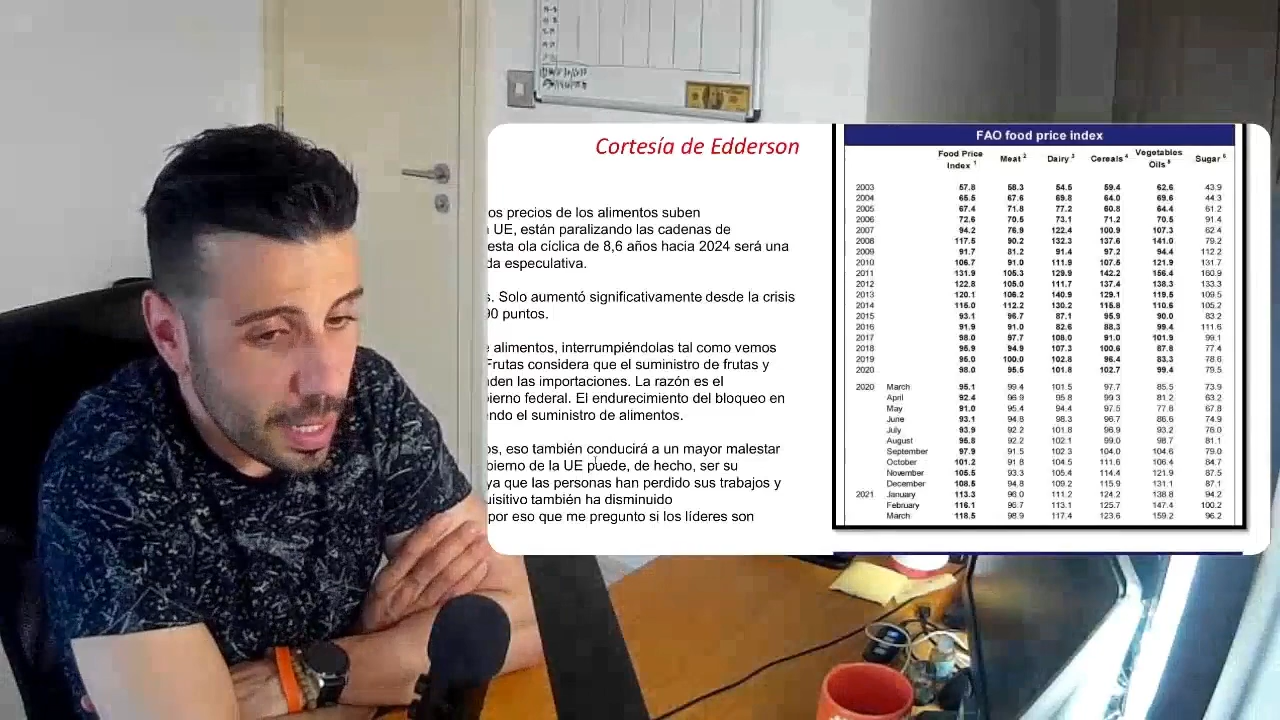 Cortesía de Edderson
os precios de los alimentos suben
UE, están paralizando las cadenas de
esta ola cíclica de 8,6 años hacia 2024 será una
da especulativa.
s. Solo aumentó significativamente desde la crisis
90 puntos.
alimentos, interrumpiéndolas tal como vemos
Frutas considera que el suministro de frutas y
nden las importaciones. La razón es el
bierno federal. El endurecimiento del bloqueo en
endo el suministro de alimentos.
os, eso también conducirá a un mayor malestar
bierno de la UE puede, de hecho, ser su
ya que las personas han perdido sus trabajos y
uisitivo también ha disminuido
por eso que me pregunto si los líderes son
FAO food price index
Food Price Index 1 Meat 2 Dairy 3 Cereals 4 Vegetables Oils 5 Sugar 6
2003 57.8 58.3 54.5 59.4 62.6 43.9
2004 65.5 67.6 69.8 64.0 69.6 44.3
2005 67.4 71.8 77.2 60.8 64.4 61.2
2006 72.6 70.5 73.1 71.2 70.5 91.4
2007 94.2 76.9 122.4 100.9 107.3 62.4
2008 117.5 90.2 132.3 137.6 141.0 79.2
2009 91.7 81.2 91.4 97.2 94.4 112.2
2010 106.7 91.0 111.9 107.5 121.9 131.7
2011 131.9 105.3 129.9 142.2 156.4 160.9
2012 122.8 105.0 111.7 137.4 138.3 133.3
2013 120.1 106.2 140.9 129.1 119.5 109.5
2014 115.0 112.2 130.2 115.8 110.6 105.2
2015 93.1 96.7 87.1 95.9 90.0 83.2
2016 91.9 91.0 82.6 88.3 99.4 111.6
2017 98.0 97.7 108.0 91.0 101.9 99.1
2018 95.9 94.9 107.3 100.6 87.8 77.4
2019 95.0 100.0 102.8 96.4 83.3 78.6
2020 98.0 95.5 101.8 102.7 99.4 79.5
2020 March 95.1 99.4 101.5 97.7 85.5 73.9
April 92.4 96.9 95.8 99.3 81.2 63.2
May 91.0 95.4 94.4 97.5 77.8 67.8
June 93.1 94.8 98.3 96.7 86.6 74.9
July 93.9 92.2 101.8 96.9 93.2 76.0
August 95.8 92.2 102.1 99.0 98.7 81.1
September 97.9 91.5 102.3 104.0 104.6 79.0
October 101.2 91.8 104.5 111.6 106.4 84.7
November 105.5 93.3 105.4 114.4 121.9 87.5
December 108.5 94.8 109.2 115.9 131.1 87.1
2021 January 113.3 96.0 111.2 124.2 138.8 94.2
February 116.1 96.7 113.1 125.7 147.4 100.2
March 118.5 98.9 117.4 123.6 159.2 96.2